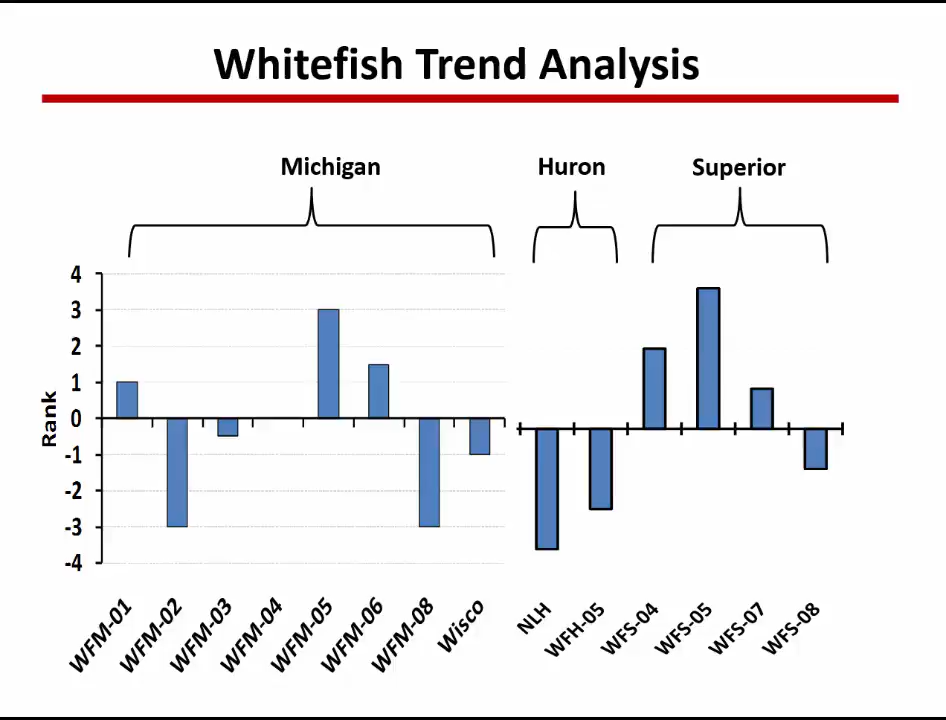 Whitefish Trend Analysis
Michigan
Huron
Superior
4
3
2
1
0
-1
-2
-3
-4
Rank
WFM-01
WFM-02
WFM-03
WFM-04
WFM-05
WFM-06
WFM-08
Wisco
NLH
WFH-05
WFS-04
WFS-05
WFS-07
WFS-08